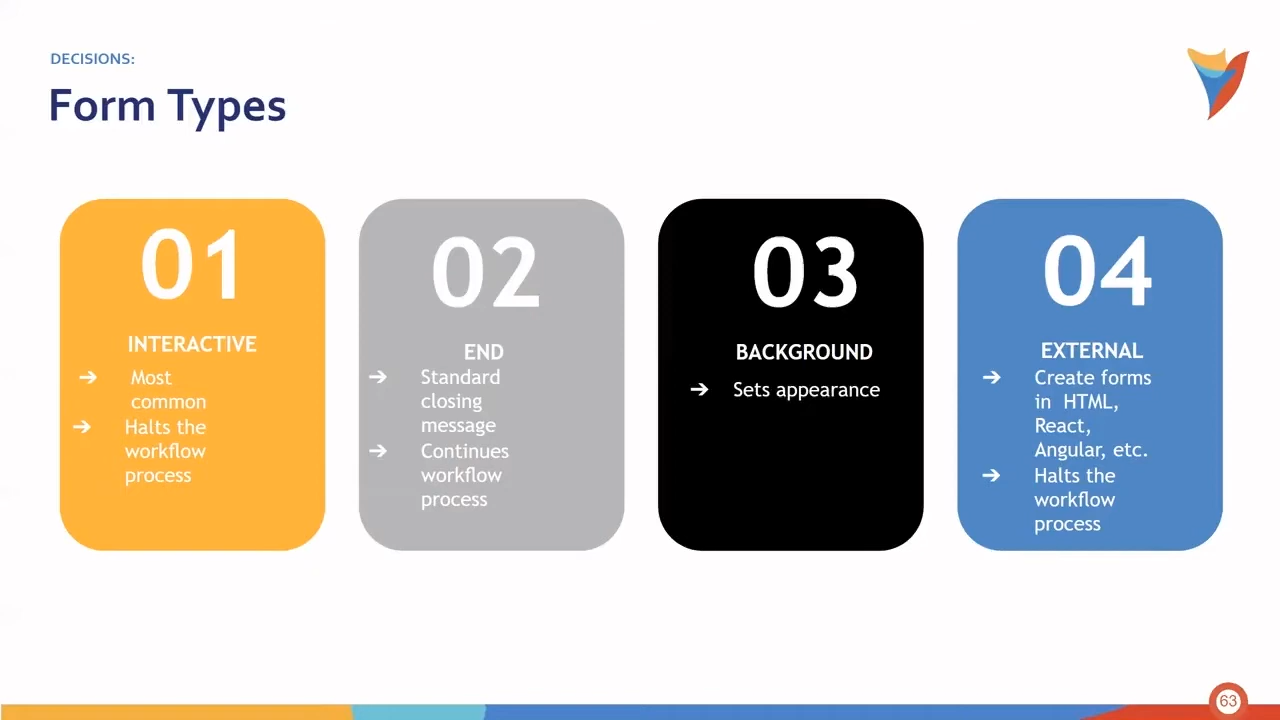 DECISIONS:
Form Types
01
INTERACTIVE
➔ Most
common
➔ Halts the
workflow
process
02
END
➔ Standard
closing
message
➔ Continues
workflow
process
03
BACKGROUND
➔ Sets appearance
04
EXTERNAL
➔ Create forms
in HTML,
React,
Angular, etc.
➔ Halts the
workflow
process
63